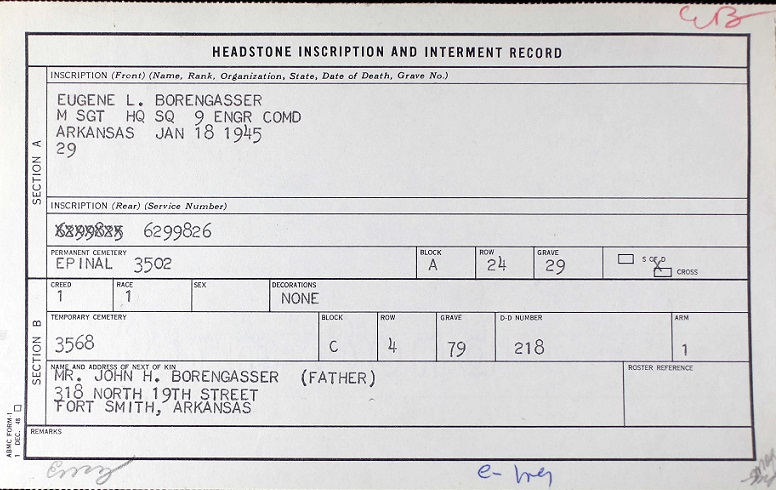 HEADSTONE INSCRIPTION AND INTERMENT RECORD
SECTION A
INSCRIPTION (Front) (Name, Rank, Organization, State, Date of Death, Grave No.)
EUGENE L. BORENGASSER
M SGT HQ SQ 9 ENGR COMD
ARKANSAS JAN 18 1945
29
INSCRIPTION (Rear) (Service Number)
6299826
PERMANENT CEMETERY BLOCK ROW GRAVE
EPINAL 3502 A 24 29
S OF D
X
CROSS
SECTION B
CREED RACE SEX DECORATIONS
1 1 NONE
TEMPORARY CEMETERY BLOCK ROW GRAVE D-D NUMBER ARM
3568 C 4 79 218 1
NAME AND ADDRESS OF NEXT OF KIN ROSTER REFERENCE
MR. JOHN H. BORENGASSER (FATHER)
318 NORTH 19TH STREET
FORT SMITH, ARKANSAS
REMARKS
ABMC FORM-1
1 DEC. 48